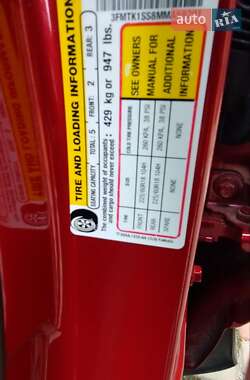 AUTO
RIA
3FMTK1SS8MM
TIRE AND LOADING INFORMATION
SEATING CAPACITY TOTAL: 5 FRONT: 2 REAR: 3
The combined weight of occupants
and cargo should never exceed : 429 kg or 947 lbs.
TIRE SIZE COLD TIRE PRESSURE
FRONT 225/60R18 104H 260 KPA, 38 PSI
REAR 225/60R18 104H 260 KPA, 38 PSI
SPARE NONE NONE
SEE OWNERS
MANUAL FOR
ADDITIONAL
INFORMATION